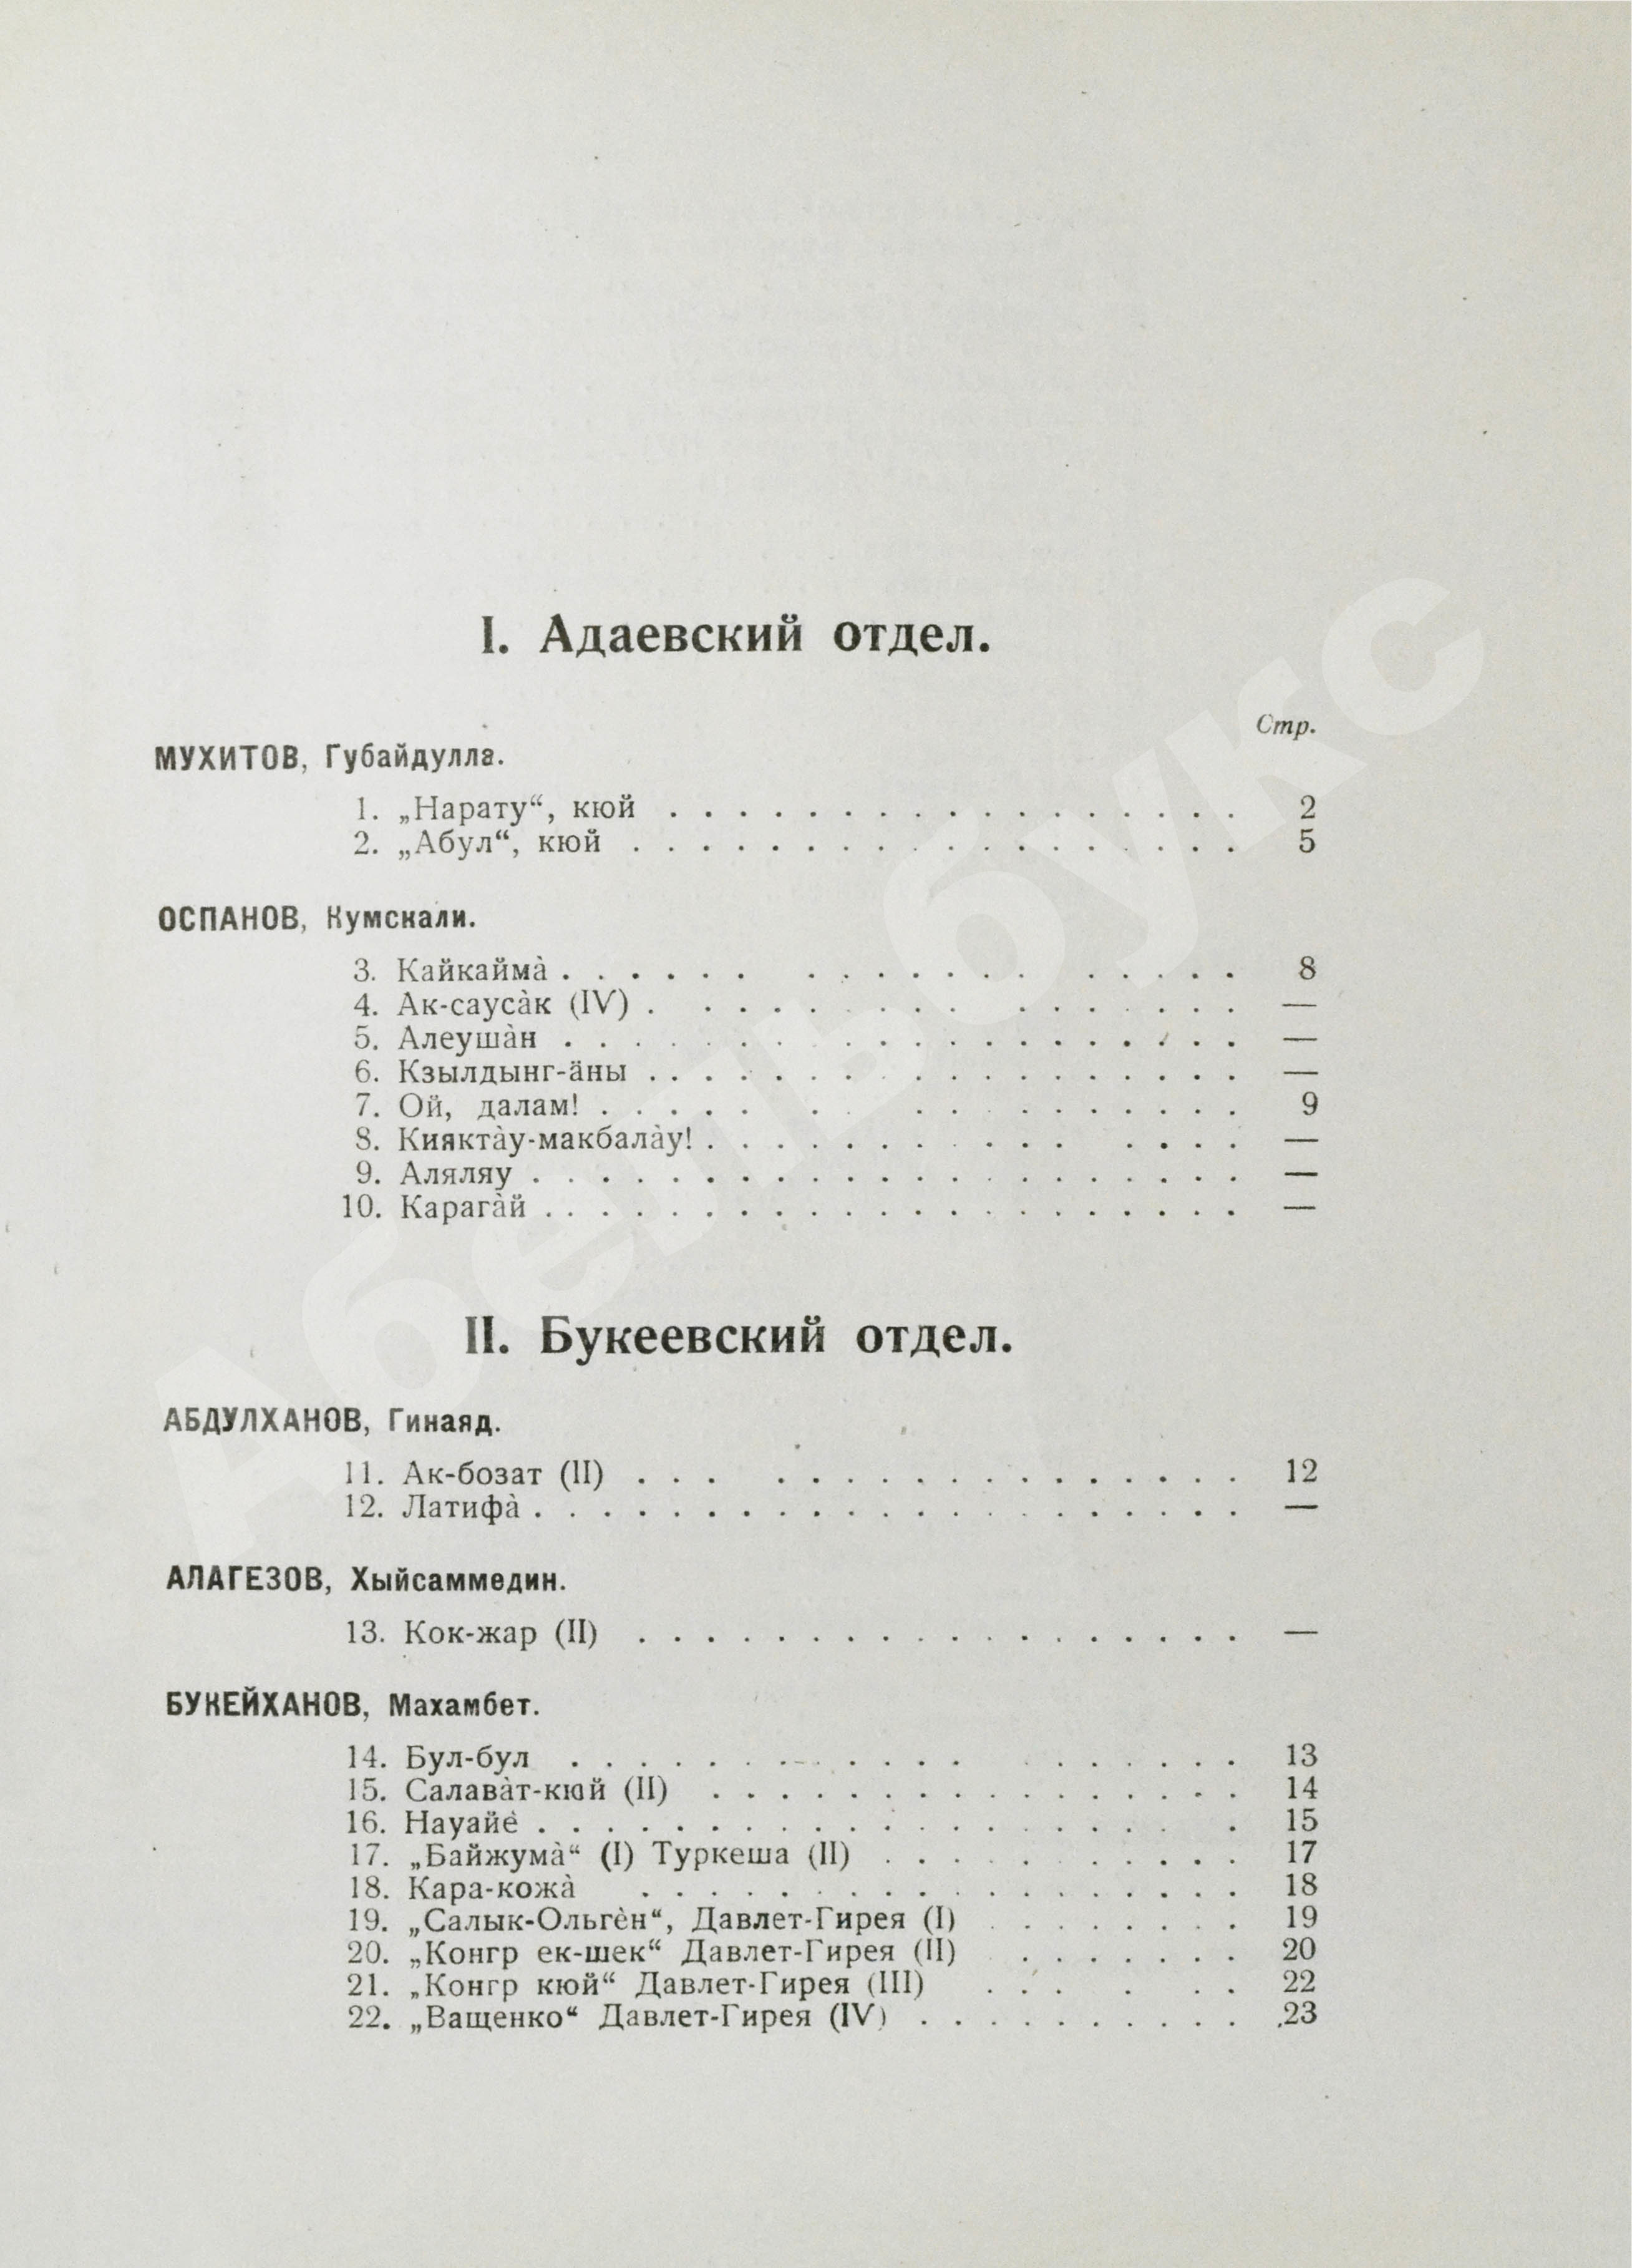 I. Адаевский отдел.
Стр.
МУХИТОВ, Губайдулла.
1. „Нарату“, кюй . . . . . . . . . . . . . . . . . 2
2. „Абул“, кюй . . . . . . . . . . . . . . . . . . 5
ОСПАНОВ, Кумскали.
3. Кайкаймà . . . . . . . . . . . . . . . . . . 8
4. Ак-саусàк (IV) . . . . . . . . . . . . . . . . —
5. Алеушàн . . . . . . . . . . . . . . . . . . . . —
6. Кзылдынг-äны . . . . . . . . . . . . . . . . . . —
7. Ой, далам! . . . . . . . . . . . . . . . . . 9
8. Кияктàу-макбалàу! . . . . . . . . . . . . . . . —
9. Аляляу . . . . . . . . . . . . . . . . . . . . . —
10. Карагàй . . . . . . . . . . . . . . . . . . . . —
II. Букеевский отдел.
АБДУЛХАНОВ, Гинаяд.
11. Ак-бозат (II) . . . . . . . . . . . . . . . . . 12
12. Латифà . . . . . . . . . . . . . . . . . . . . . —
АЛАГЕЗОВ, Хыйсаммедин.
13. Кок-жар (II) . . . . . . . . . . . . . . . . . . —
БУКЕЙХАНОВ, Махамбет.
14. Бул-бул . . . . . . . . . . . . . . . . . . . 13
15. Салавàт-кюй (II) . . . . . . . . . . . . . . . . 14
16. Науайè . . . . . . . . . . . . . . . . . . . . 15
17. „Байжумà“ (I) Туркеша (II) . . . . . . . . . . . 17
18. Кара-кожà . . . . . . . . . . . . . . . . . . 18
19. „Салык-Ольгèн“, Давлет-Гирея (I) . . . . . . . . 19
20. „Конгр ек-шек“ Давлет-Гирея (II) . . . . . . . 20
21. „Конгр кюй“ Давлет-Гирея (III) . . . . . . 22
22. „Ващенко“ Давлет-Гирея (IV) . . . . . . . . . . 23
Абельбукс